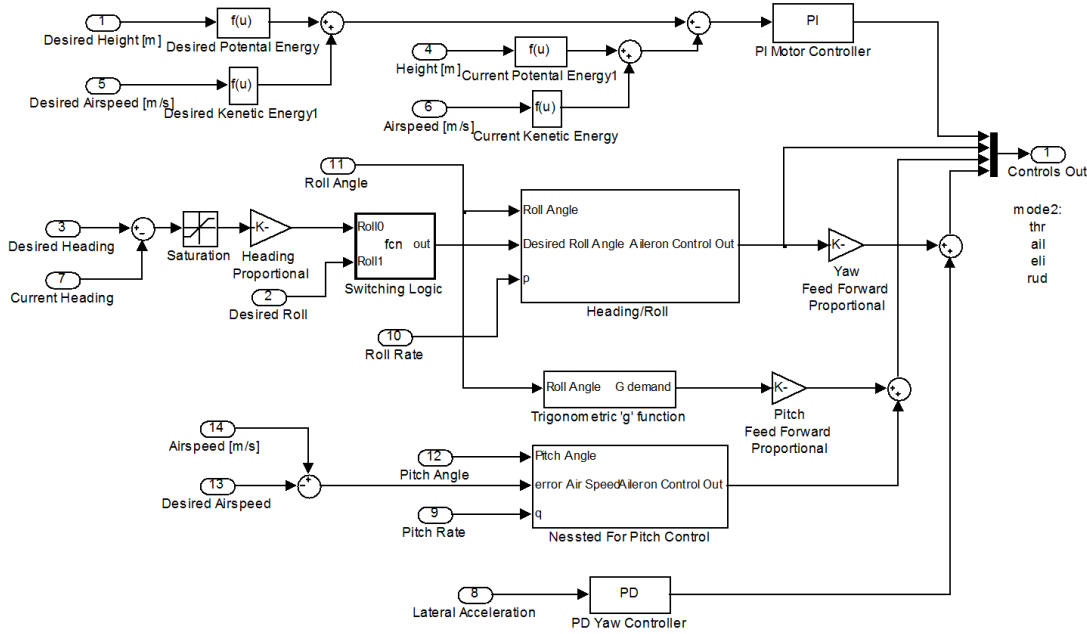 1
f(u)
PI
Desired Height [m]
Desired Potental Energy
4
f(u)
PI Motor Controller
Height [m]
Current Potental Energy1
5
f(u)
Desired Airspeed [m/s]
Desired Kenetic Energy1
6
f(u)
Airspeed [m/s]
Current Kenetic Energy
11
Roll Angle
1
Controls Out
mode2:
thr
ail
eli
rud
3
Desired Heading
Saturation
K-
Heading
Proportional
Roll0
fcn
out
Roll1
Switching Logic
7
Current Heading
2
Desired Roll
Roll Angle
Desired Roll Angle
Aileron Control Out
p
Heading/Roll
K-
Yaw
Feed Forward
Proportional
10
Roll Rate
Roll Angle
G demand
Trigonometric 'g' function
K-
Pitch
Feed Forward
Proportional
14
Airspeed [m/s]
13
Desired Airspeed
12
Pitch Angle
9
Pitch Rate
Pitch Angle
error Air Speed
Aileron Control Out
q
Nessted For Pitch Control
8
Lateral Acceleration
PD
PD Yaw Controller